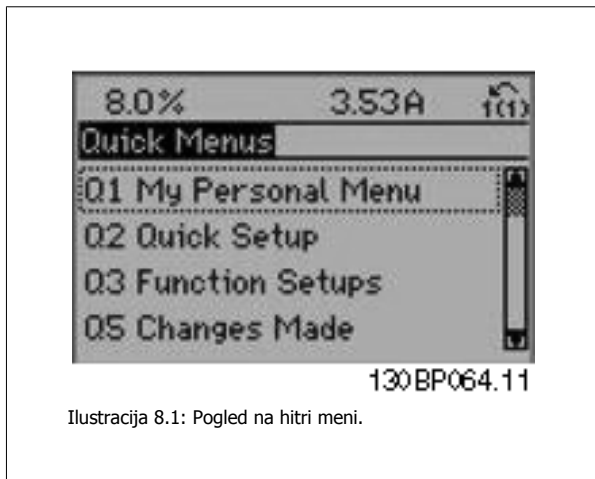 8.0% 3.53A 1(1)
Quick Menus
Q1 My Personal Menu
Q2 Quick Setup
Q3 Function Setups
Q5 Changes Made
130BP064.11
Ilustracija 8.1: Pogled na hitri meni.